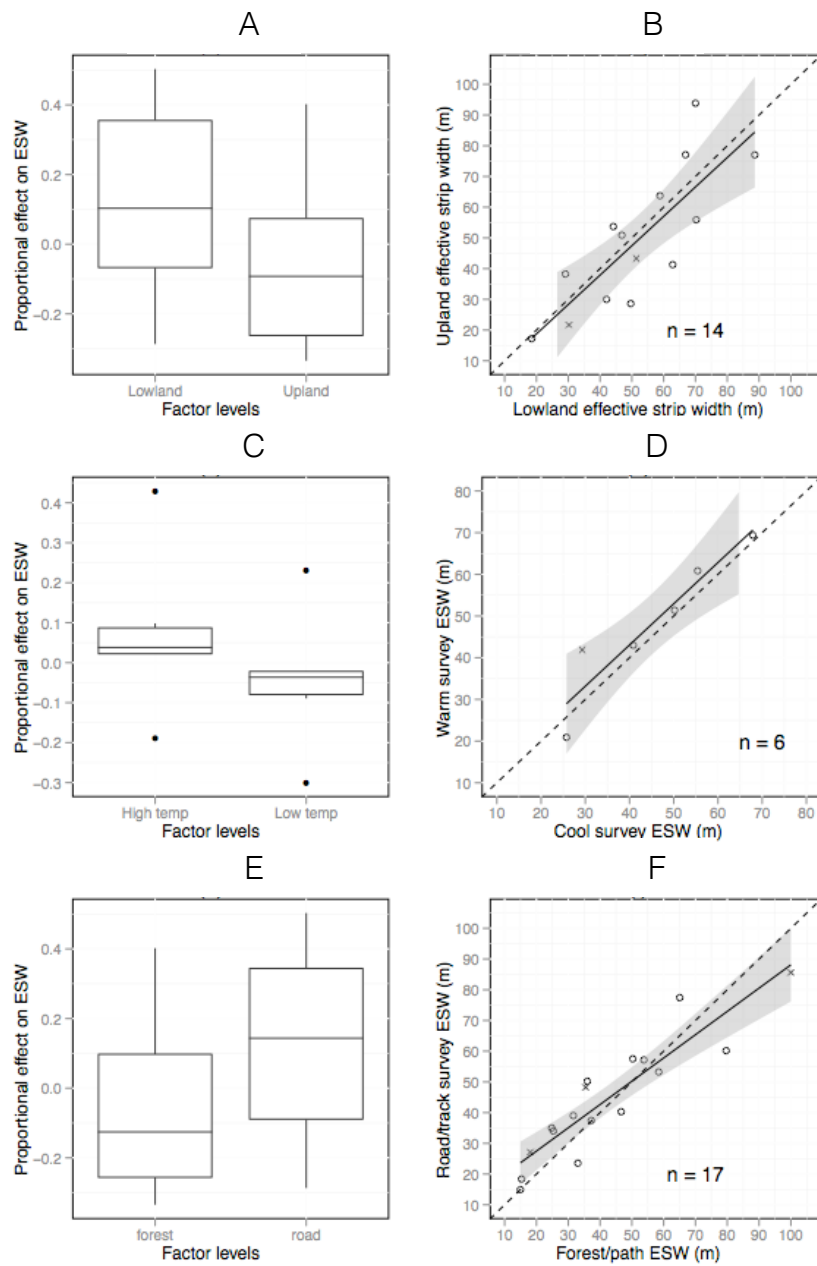 A
Proportional effect on ESW
0.4
0.2
0.0
−0.2
Lowland
Upland
Factor levels
B
Upland effective strip width (m)
100
90
80
70
60
50
40
30
20
10
n = 14
10 20 30 40 50 60 70 80 90 100
Lowland effective strip width (m)
C
Proportional effect on ESW
0.4
0.3
0.2
0.1
0.0
−0.1
−0.2
−0.3
High temp
Low temp
Factor levels
D
Warm survey ESW (m)
80
70
60
50
40
30
20
10
n = 6
10 20 30 40 50 60 70 80
Cool survey ESW (m)
E
Proportional effect on ESW
0.4
0.2
0.0
−0.2
forest
road
Factor levels
F
Road/track survey ESW (m)
100
90
80
70
60
50
40
30
20
10
n = 17
10 20 30 40 50 60 70 80 90 100
Forest/path ESW (m)